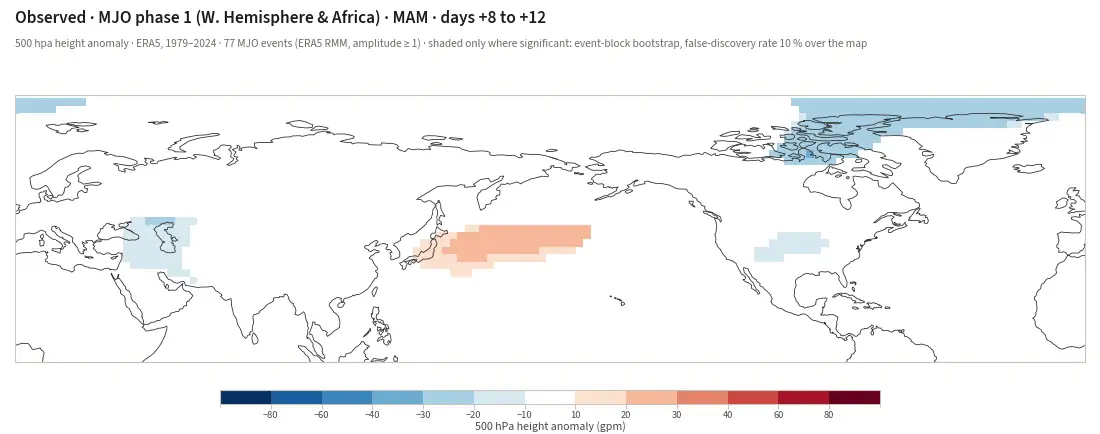 Observed · MJO phase 1 (W. Hemisphere & Africa) · MAM · days +8 to +12
500 hpa height anomaly · ERA5, 1979–2024 · 77 MJO events (ERA5 RMM, amplitude ≥ 1) · shaded only where significant: event-block bootstrap, false-discovery rate 10 % over the map
−80 −60 −40 −30 −20 −10 10 20 30 40 60 80
500 hPa height anomaly (gpm)